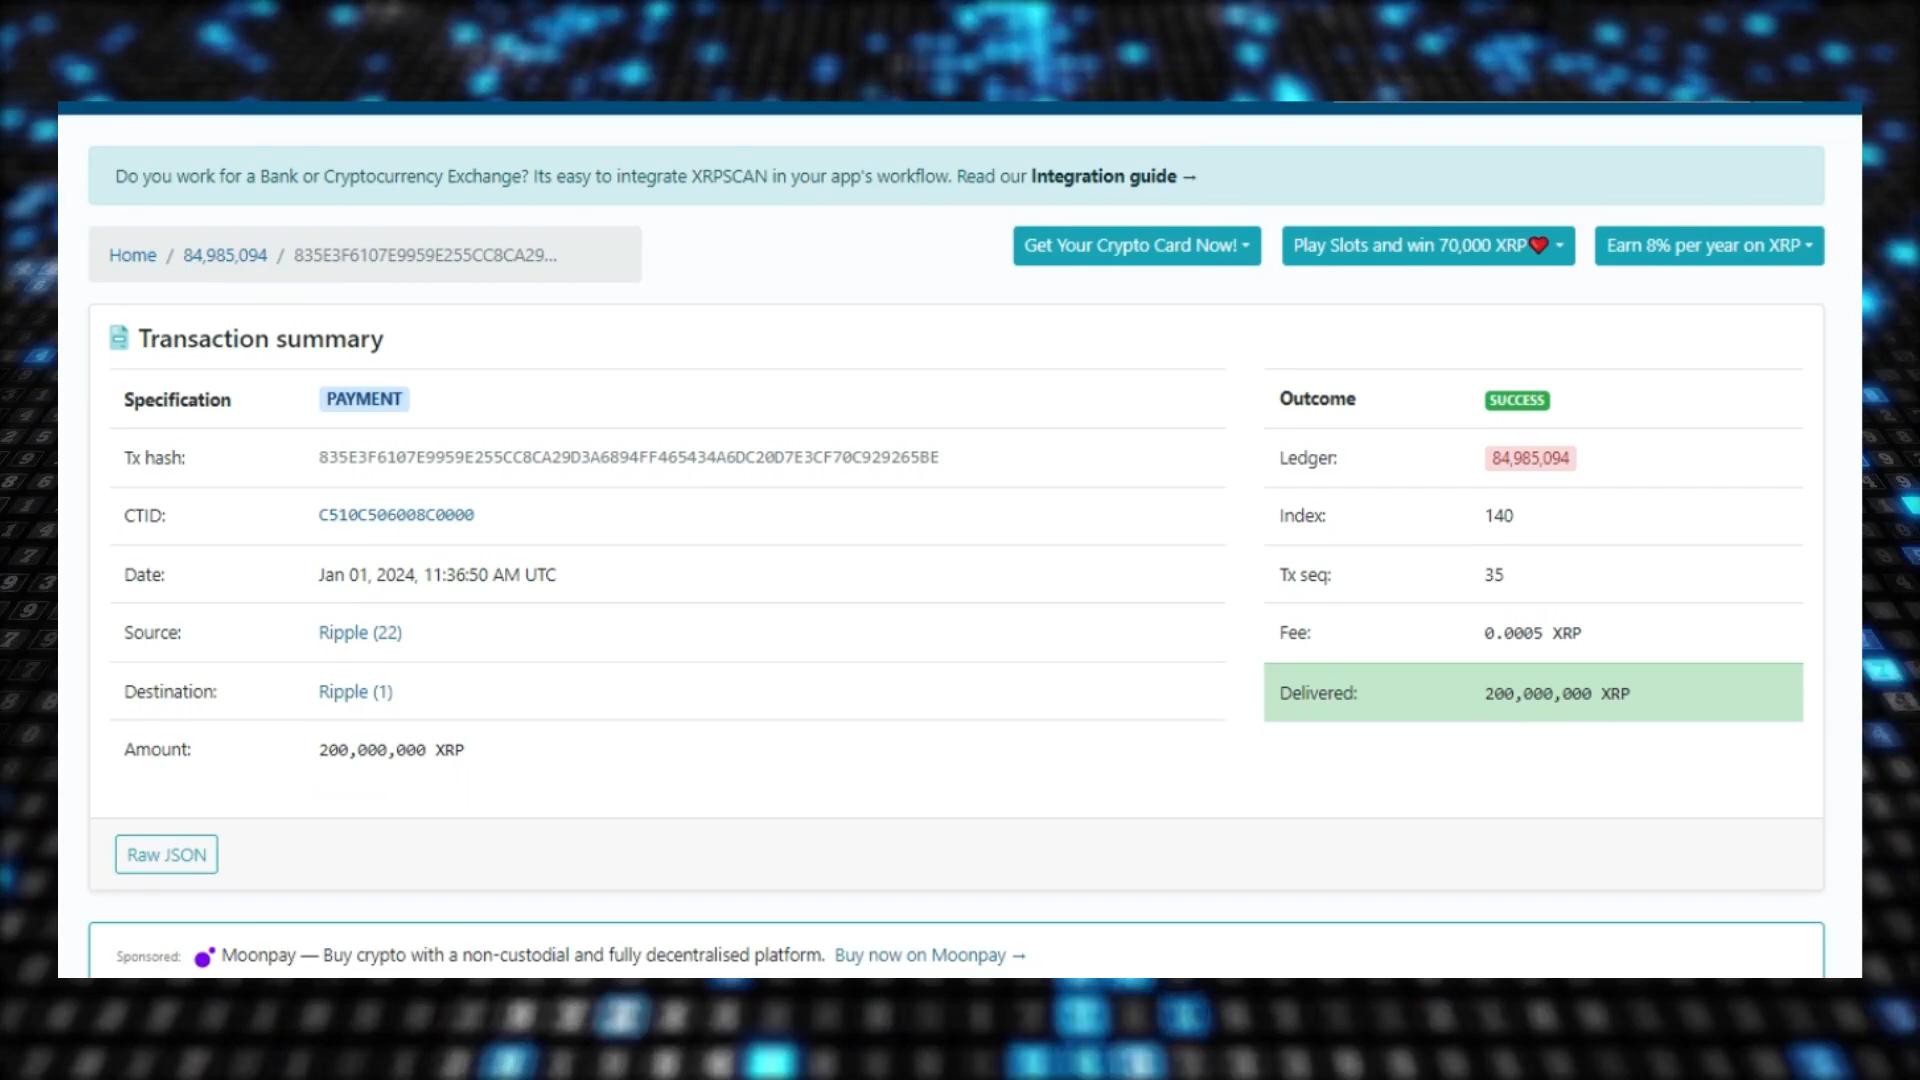 Do you work for a Bank or Cryptocurrency Exchange? Its easy to integrate XRPSCAN in your app's workflow. Read our Integration guide →
Home / 84,985,094 / 835E3F6107E9959E255CC8CA29...
Get Your Crypto Card Now!
Play Slots and win 70,000 XRP❤️
Earn 8% per year on XRP
Transaction summary
Specification PAYMENT
Outcome SUCCESS
Tx hash: 835E3F6107E9959E255CC8CA29D3A6894FF465434A6DC20D7E3CF70C929265BE
Ledger: 84,985,094
CTID: C510C506008C0000
Index: 140
Date: Jan 01, 2024, 11:36:50 AM UTC
Tx seq: 35
Source: Ripple (22)
Fee: 0.0005 XRP
Destination: Ripple (1)
Delivered: 200,000,000 XRP
Amount: 200,000,000 XRP
Raw JSON
Sponsored: Moonpay — Buy crypto with a non-custodial and fully decentralised platform. Buy now on Moonpay →